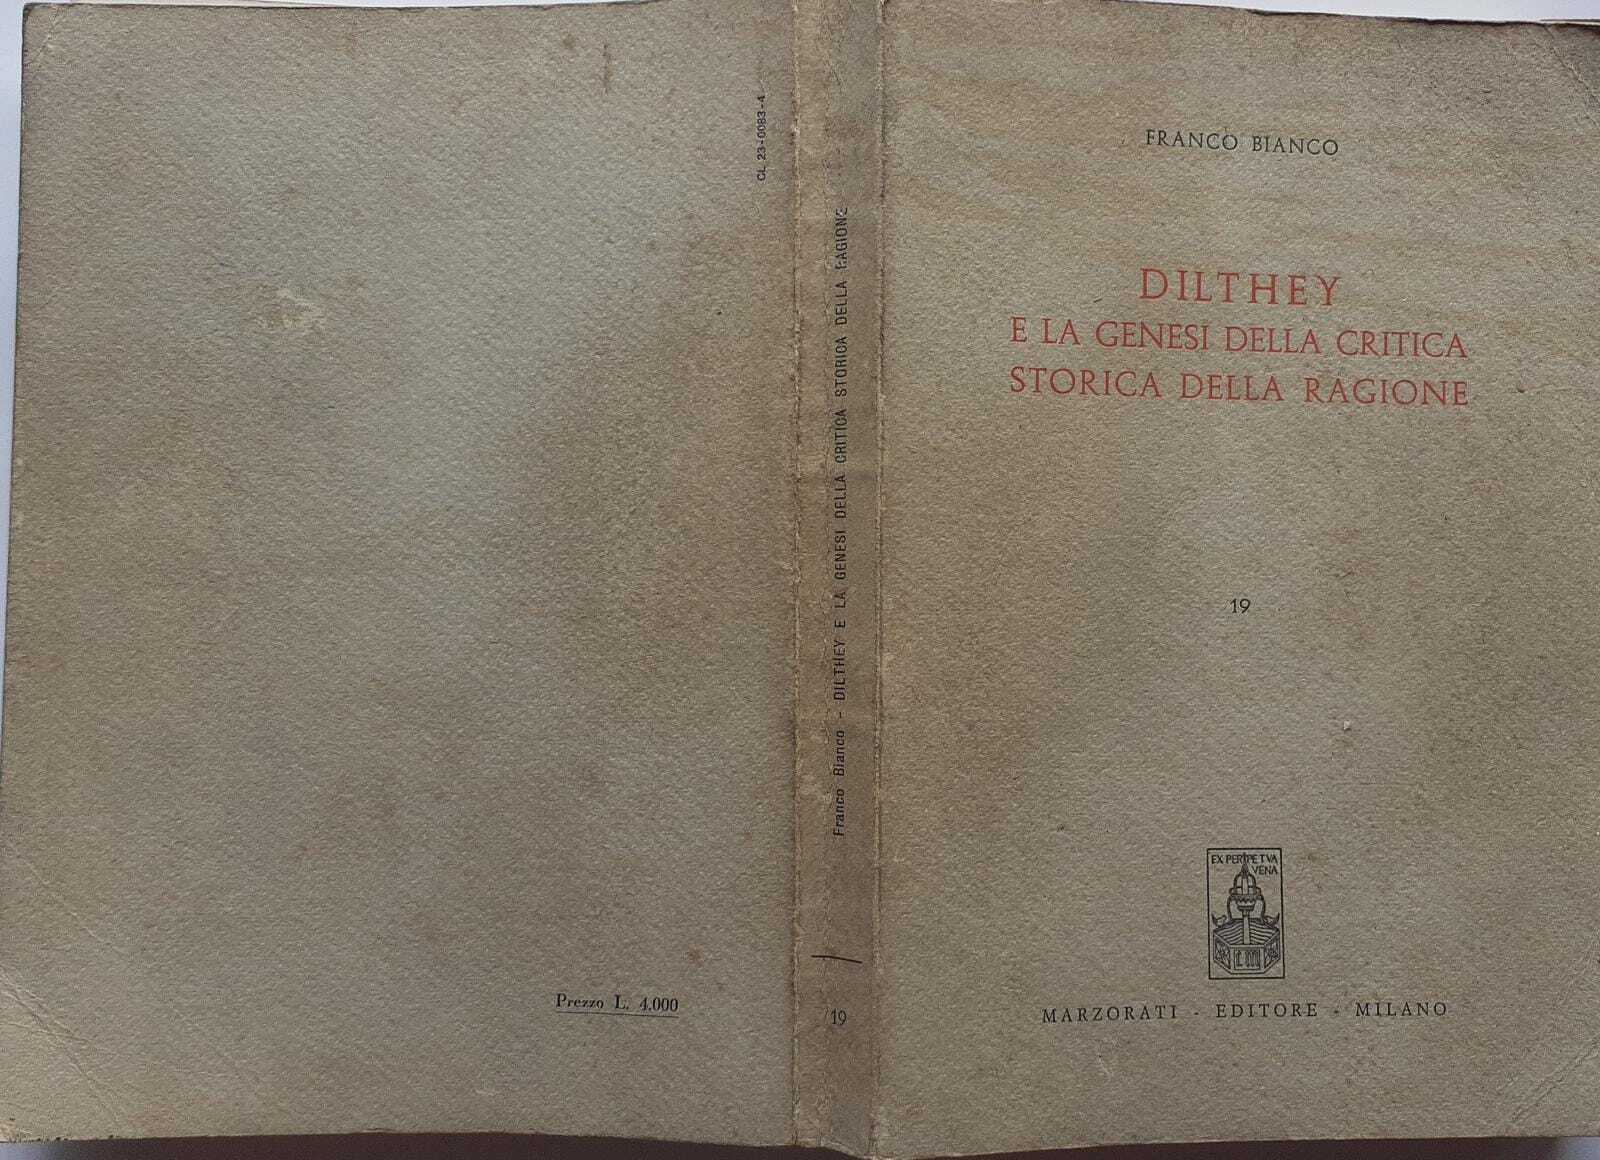 CL 23-0083-4
Prezzo L. 4.000
Franco Bianco - DILTHEY E LA GENESI DELLA CRITICA STORICA DELLA RAGIONE
19
FRANCO BIANCO
DILTHEY
E LA GENESI DELLA CRITICA
STORICA DELLA RAGIONE
19
EX PERPETVA
VENA
MARZORATI - EDITORE - MILANO